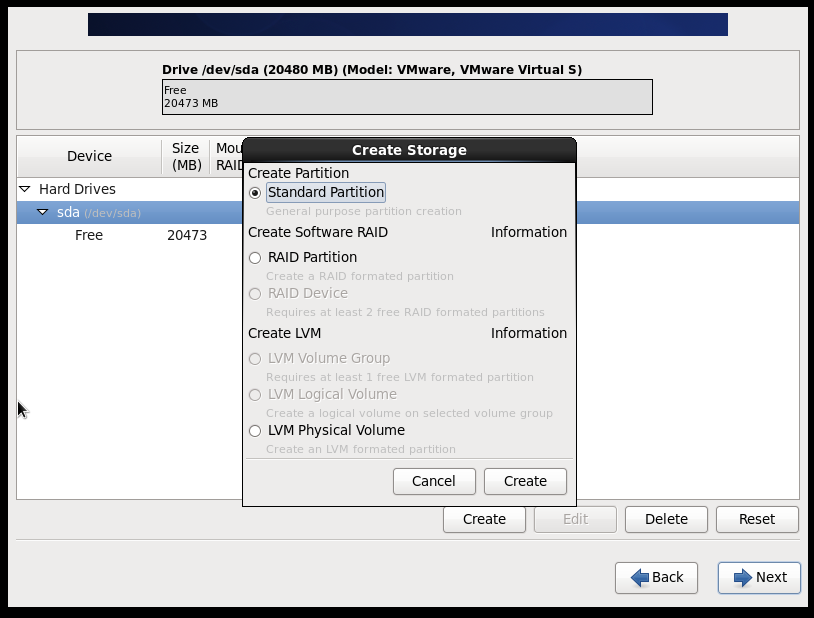 Drive /dev/sda (20480 MB) (Model: VMware, VMware Virtual S)
Free
20473 MB
Device
Size
(MB)
Mou
RAID
Hard Drives
sda (/dev/sda)
Free 20473
Create Storage
Create Partition
Standard Partition
General purpose partition creation
Create Software RAID Information
RAID Partition
Create a RAID formated partition
RAID Device
Requires at least 2 free RAID formated partitions
Create LVM Information
LVM Volume Group
Requires at least 1 free LVM formated partition
LVM Logical Volume
Create a logical volume on selected volume group
LVM Physical Volume
Create an LVM formated partition
Cancel Create
Create Edit Delete Reset
Back Next